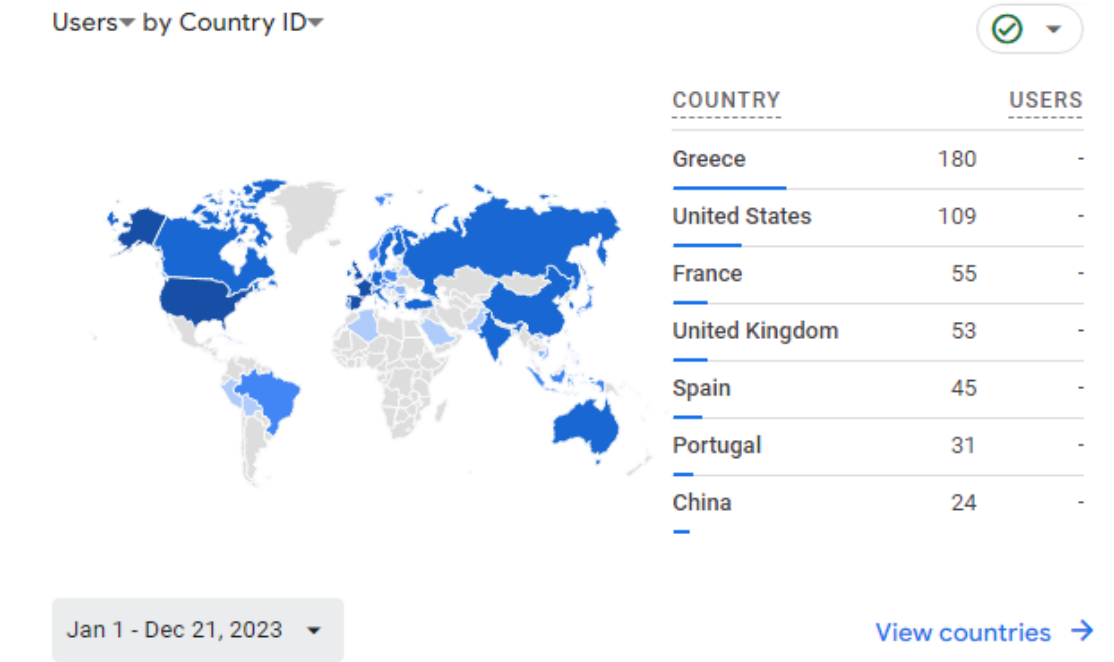 Users by Country ID
COUNTRY USERS
Greece 180 -
United States 109 -
France 55 -
United Kingdom 53 -
Spain 45 -
Portugal 31 -
China 24 -
Jan 1 - Dec 21, 2023
View countries →